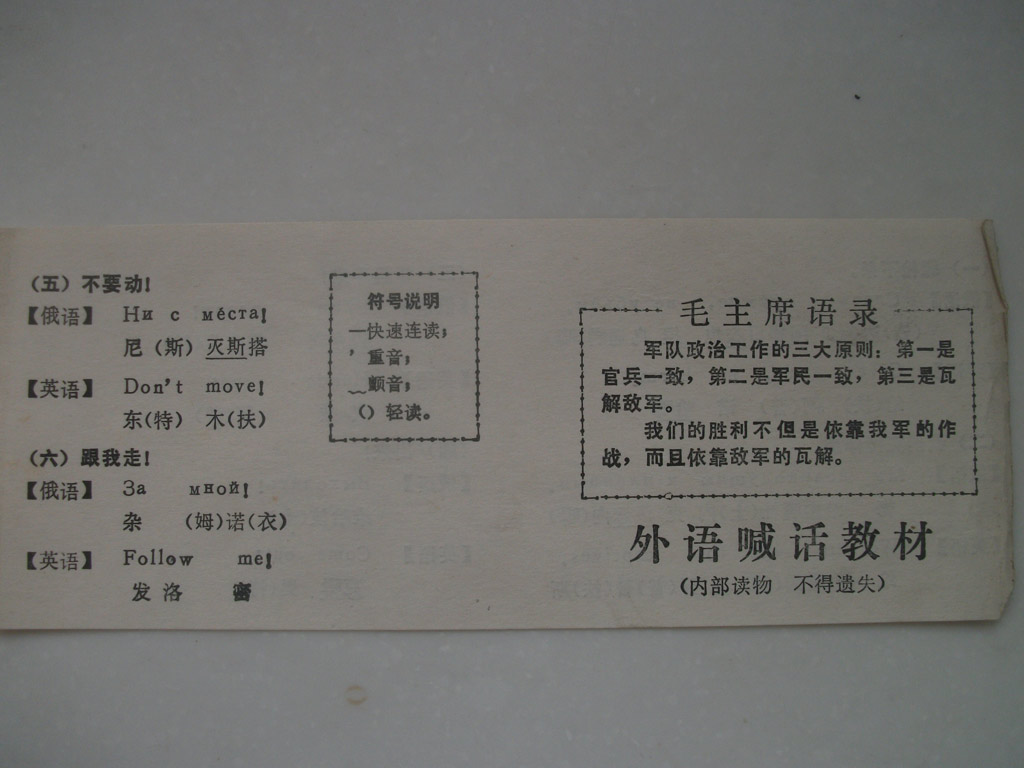 （五）不要动！
【俄语】 Ни с ме́ста!
尼（斯）灭斯搭
【英语】 Don't move!
东(特) 木(扶)
（六）跟我走！
【俄语】 За мной!
杂 （姆)诺(衣)
【英语】 Follow me!
发洛 密
符号说明
—快速连读；
' 重音；
﹏颤音；
() 轻读。
毛主席语录
军队政治工作的三大原则：第一是
官兵一致，第二是军民一致，第三是瓦
解敌军。
我们的胜利不但是依靠我军的作
战，而且依靠敌军的瓦解。
外语喊话教材
（内部读物 不得遗失）